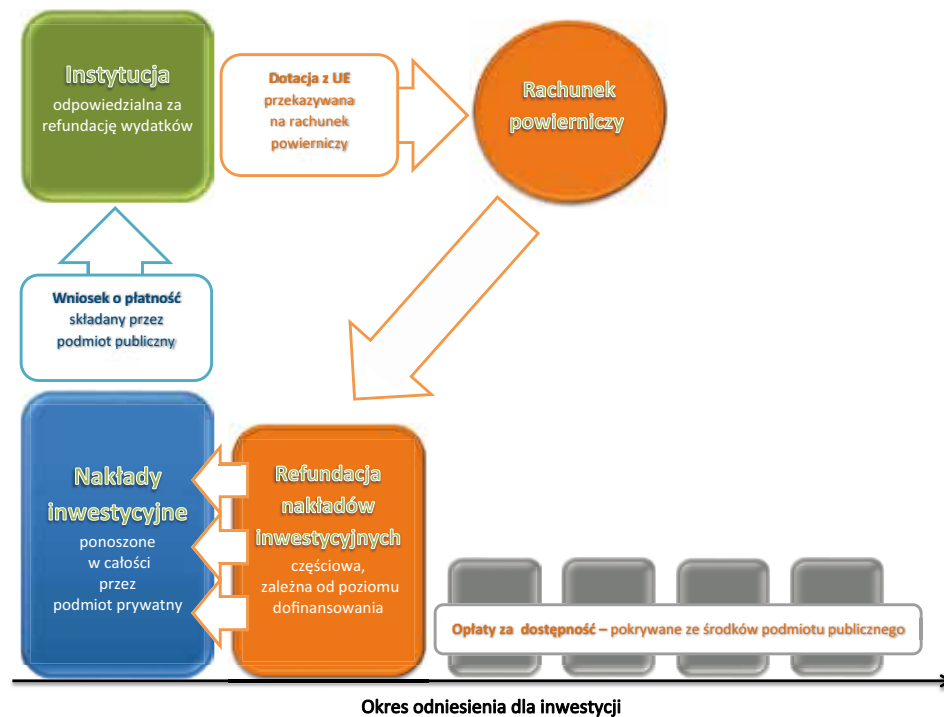 Instytucja
odpowiedzialna za
refundację wydatków
Dotacja z UE
przekazywana
na rachunek
powierniczy
Rachunek
powierniczy
Wniosek o płatność
składany przez
podmiot publiczny
Nakłady
inwestycyjne
ponoszone
w całości
przez
podmiot prywatny
Refundacja
nakładów
inwestycyjnych
częściowa,
zależna od poziomu
dofinansowania
Opłaty za dostępność – pokrywane ze środków podmiotu publicznego
Okres odniesienia dla inwestycji